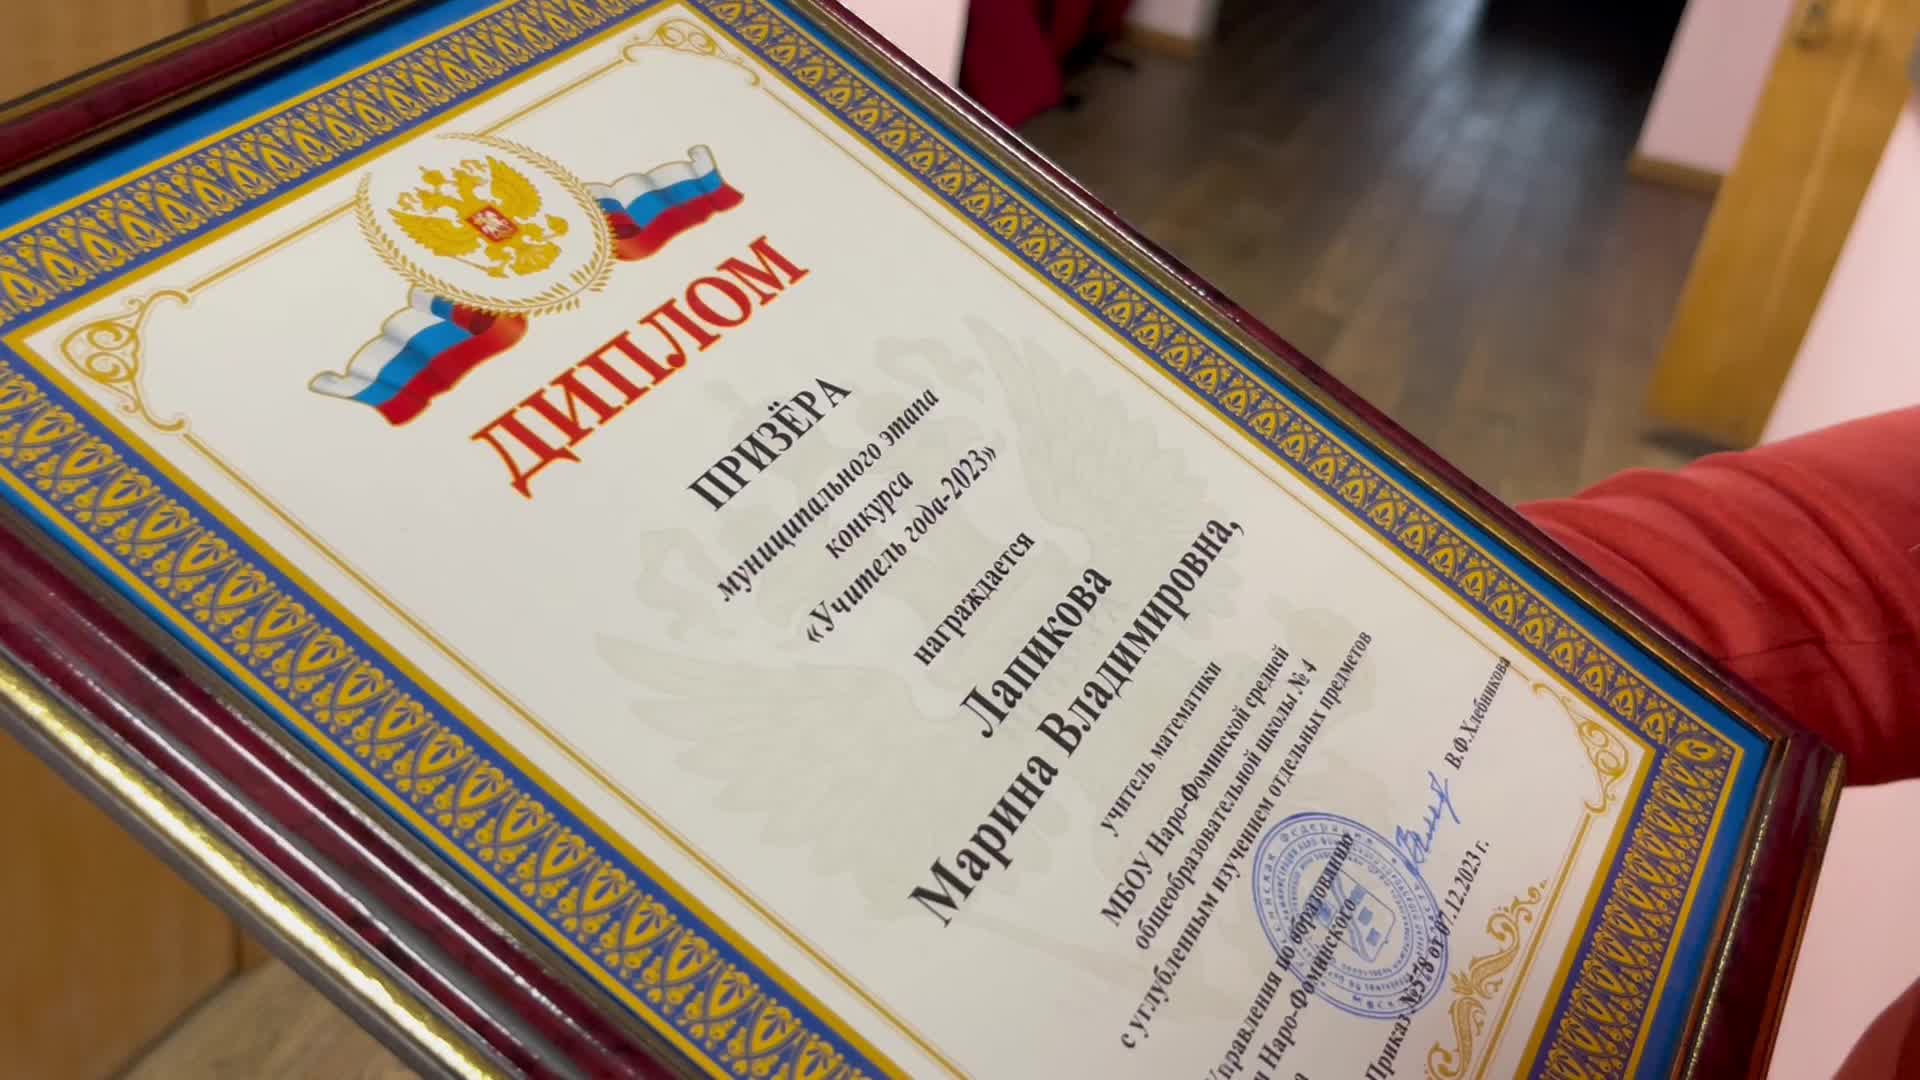 ДИПЛОМ
ПРИЗЁРА
муниципального этапа
конкурса
«Учитель года-2023»
награждается
Лапикова
Марина Владимировна,
учитель математики
МБОУ Наро-Фоминской средней
общеобразовательной школы № 4
с углубленным изучением отдельных предметов
Управления по образованию
Наро-Фоминского
В.Ф.Хлебникова
Приказ №578 от 07.12.2023 г.